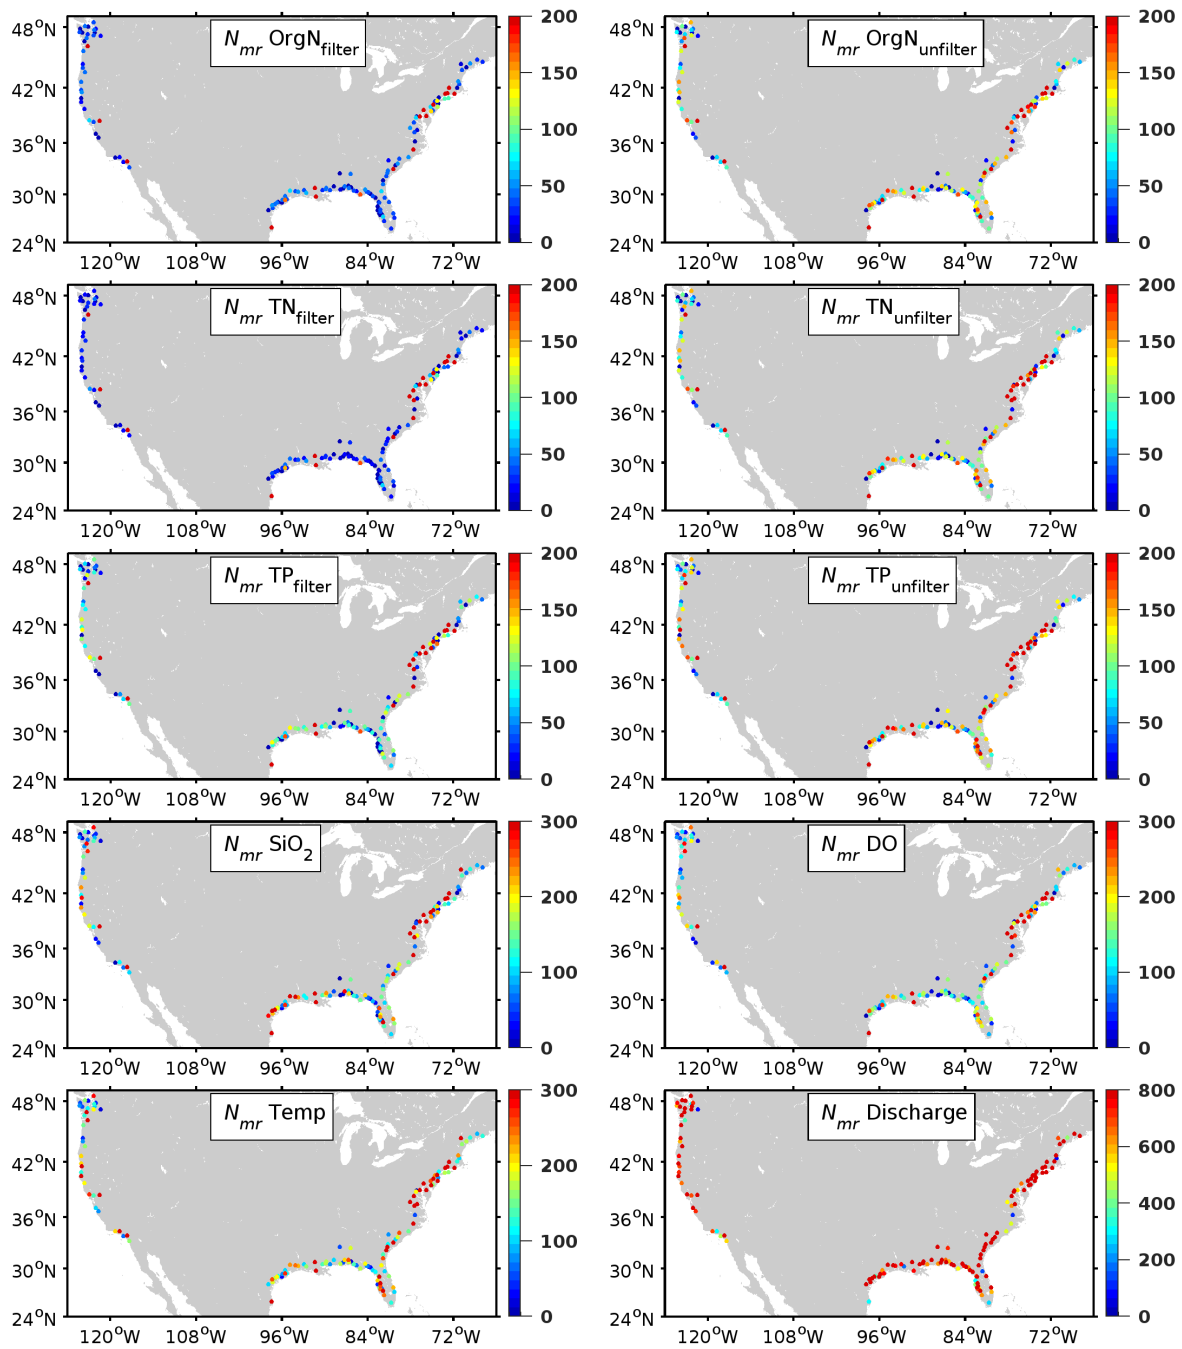 N_mr OrgN_filter
48°N
42°N
36°N
30°N
24°N
120°W 108°W 96°W 84°W 72°W
200
150
100
50
0
N_mr OrgN_unfilter
48°N
42°N
36°N
30°N
24°N
120°W 108°W 96°W 84°W 72°W
200
150
100
50
0
N_mr TN_filter
48°N
42°N
36°N
30°N
24°N
120°W 108°W 96°W 84°W 72°W
200
150
100
50
0
N_mr TN_unfilter
48°N
42°N
36°N
30°N
24°N
120°W 108°W 96°W 84°W 72°W
200
150
100
50
0
N_mr TP_filter
48°N
42°N
36°N
30°N
24°N
120°W 108°W 96°W 84°W 72°W
200
150
100
50
0
N_mr TP_unfilter
48°N
42°N
36°N
30°N
24°N
120°W 108°W 96°W 84°W 72°W
200
150
100
50
0
N_mr SiO₂
48°N
42°N
36°N
30°N
24°N
120°W 108°W 96°W 84°W 72°W
300
200
100
0
N_mr DO
48°N
42°N
36°N
30°N
24°N
120°W 108°W 96°W 84°W 72°W
300
200
100
0
N_mr Temp
48°N
42°N
36°N
30°N
24°N
120°W 108°W 96°W 84°W 72°W
300
200
100
0
N_mr Discharge
48°N
42°N
36°N
30°N
24°N
120°W 108°W 96°W 84°W 72°W
800
600
400
200
0